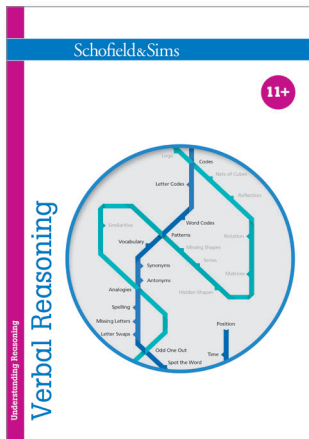 Schofield&Sims
11+
Logic
Codes
Nets of Cubes
Letter Codes
Reflection
Word Codes
Similarities
Patterns
Rotation
Vocabulary
Missing Shapes
Series
Synonyms
Matrices
Antonyms
Analogies
Hidden Shapes
Spelling
Missing Letters
Position
Letter Swaps
Odd One Out
Time
Spot the Word
Verbal Reasoning
Understanding Reasoning